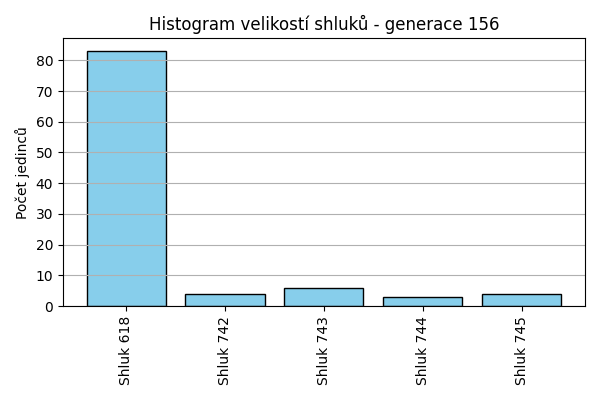 Histogram velikostí shluků - generace 156
Počet jedinců
80
70
60
50
40
30
20
10
0
Shluk 618
Shluk 742
Shluk 743
Shluk 744
Shluk 745